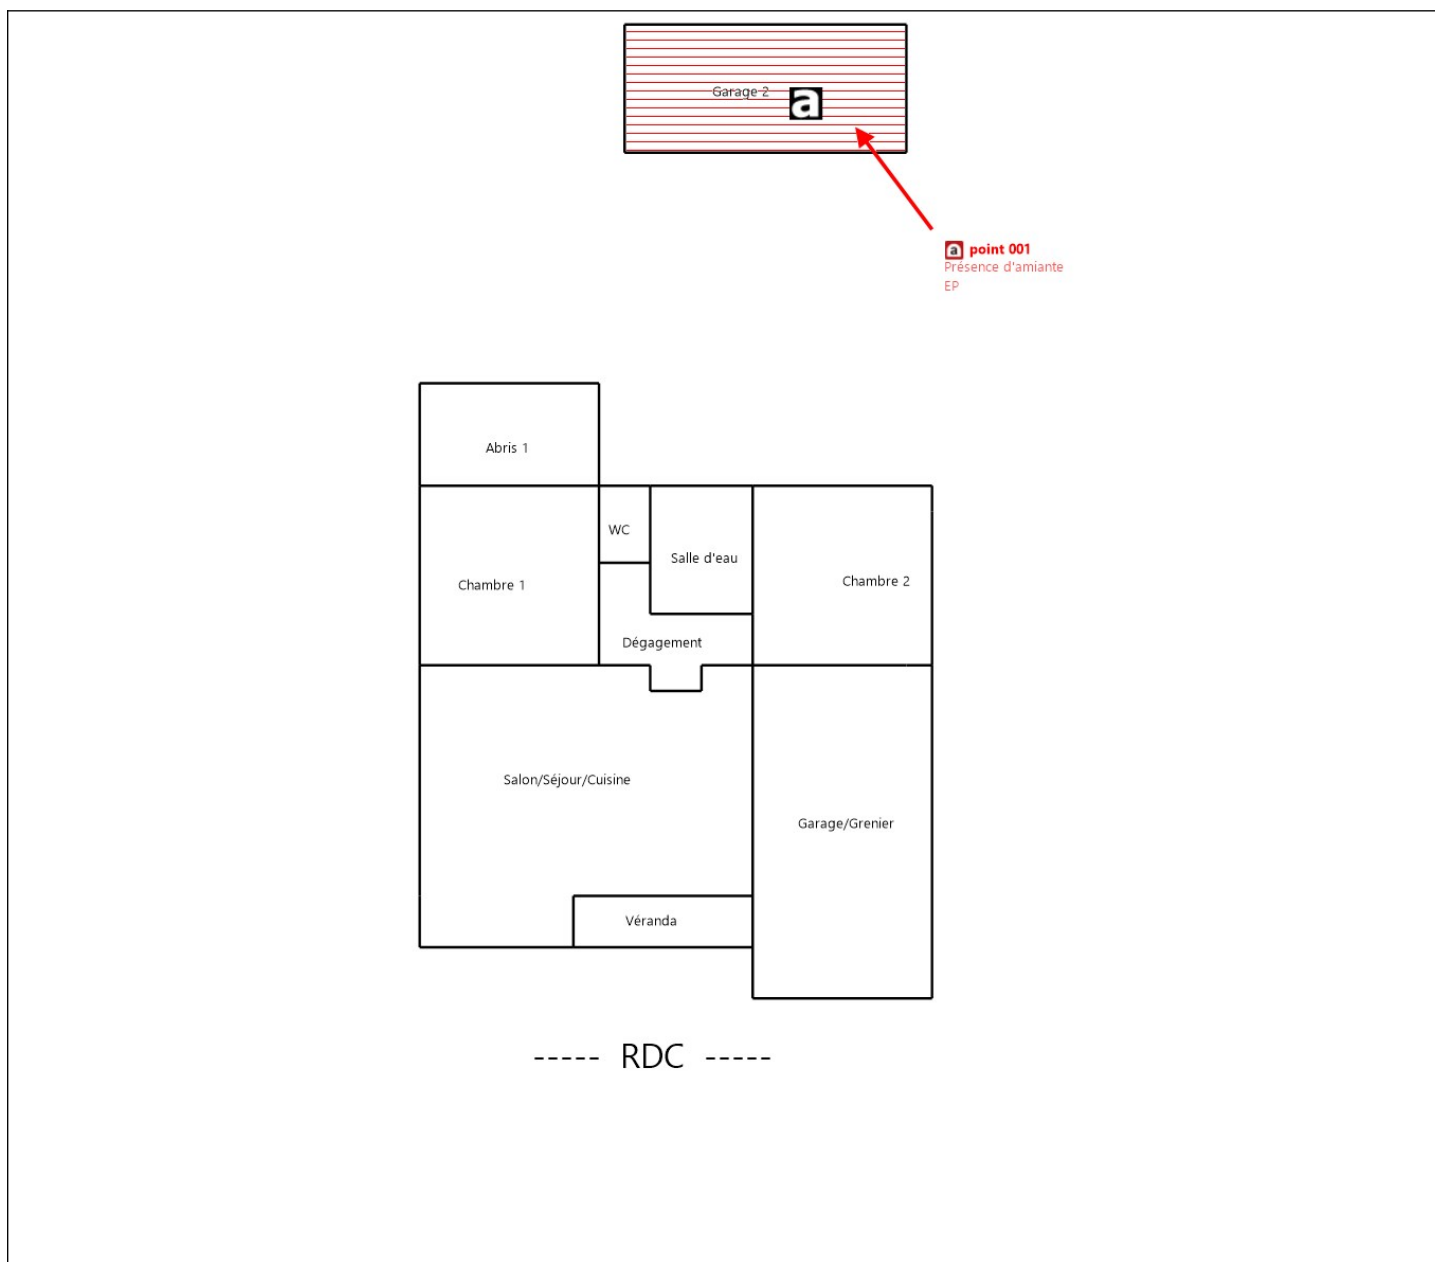 Garage 2
a
a point 001
Présence d'amiante
EP
Abris 1
WC
Salle d'eau
Chambre 1
Chambre 2
Dégagement
Salon/Séjour/Cuisine
Garage/Grenier
Véranda
----- RDC -----